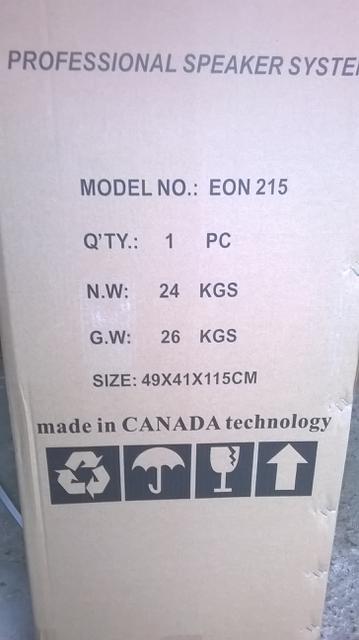 PROFESSIONAL SPEAKER SYSTE
MODEL NO.: EON 215
Q'TY.: 1 PC
N.W: 24 KGS
G.W: 26 KGS
SIZE: 49X41X115CM
made in CANADA technology